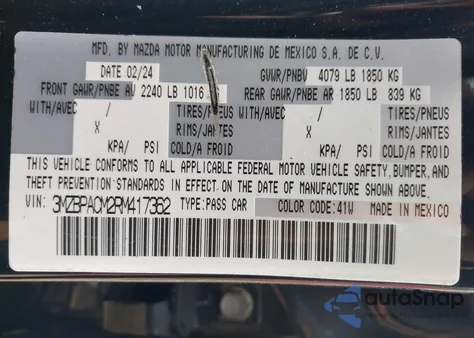 MFD. BY MAZDA MOTOR MANUFACTURING DE MEXICO S.A. DE C.V.
DATE 02/24 GVWR/PNBV 4079 LB 1850 KG
FRONT GAWR/PNBE AV 2240 LB 1016 REAR GAWR/PNBE AR 1850 LB 839 KG
WITH/AVEC / TIRES/PNEUS WITH/AVEC / TIRES/PNEUS
X RIMS/JANTES X RIMS/JANTES
KPA/ PSI COLD/A FROID KPA/ PSI COLD/A FROID
THIS VEHICLE CONFORMS TO ALL APPLICABLE FEDERAL MOTOR VEHICLE SAFETY, BUMPER, AND
THEFT PREVENTION STANDARDS IN EFFECT ON THE DATE OF MANUFACTURE SHOWN ABOVE.
VIN: 3MZBPACM2RM417362 TYPE: PASS CAR COLOR CODE: 41W MADE IN MEXICO
autoSnap